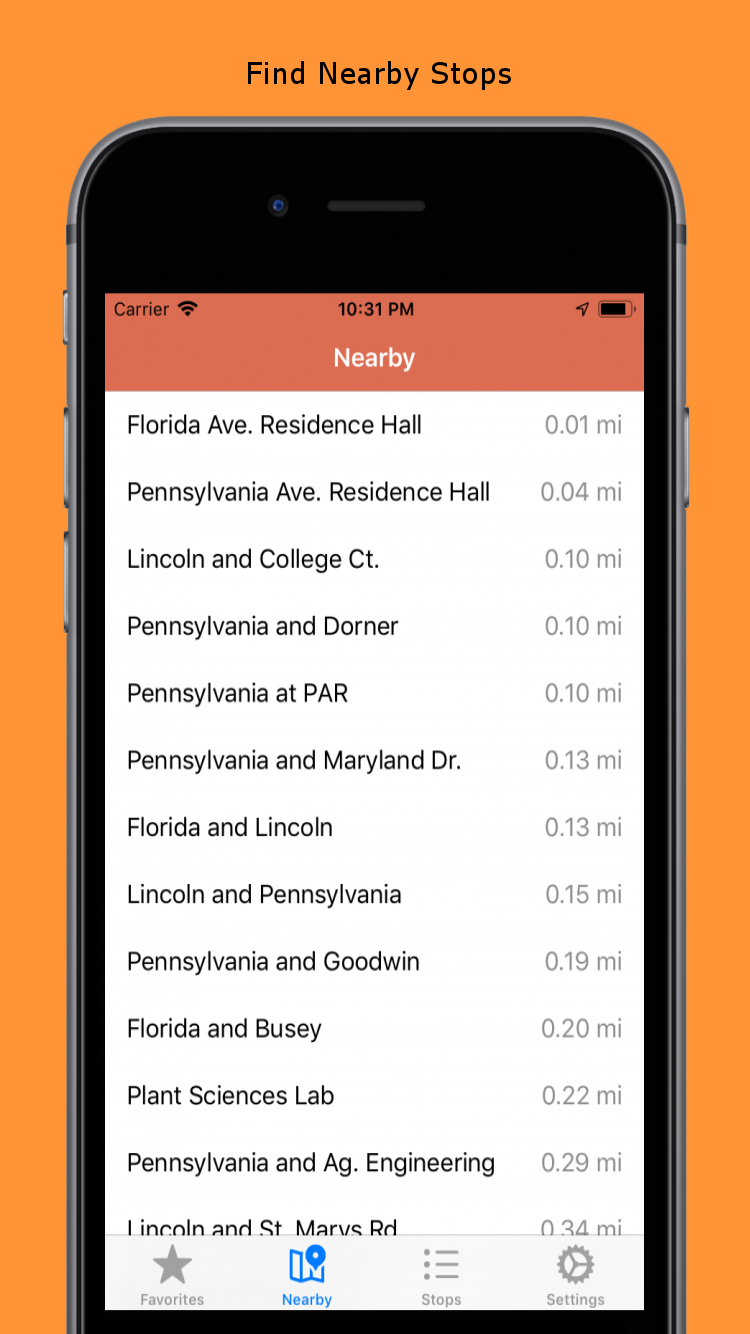 Find Nearby Stops
Carrier 10:31 PM
Nearby
Florida Ave. Residence Hall 0.01 mi
Pennsylvania Ave. Residence Hall 0.04 mi
Lincoln and College Ct. 0.10 mi
Pennsylvania and Dorner 0.10 mi
Pennsylvania at PAR 0.10 mi
Pennsylvania and Maryland Dr. 0.13 mi
Florida and Lincoln 0.13 mi
Lincoln and Pennsylvania 0.15 mi
Pennsylvania and Goodwin 0.19 mi
Florida and Busey 0.20 mi
Plant Sciences Lab 0.22 mi
Pennsylvania and Ag. Engineering 0.29 mi
Lincoln and St. Marys Rd 0.34 mi
Favorites Nearby Stops Settings